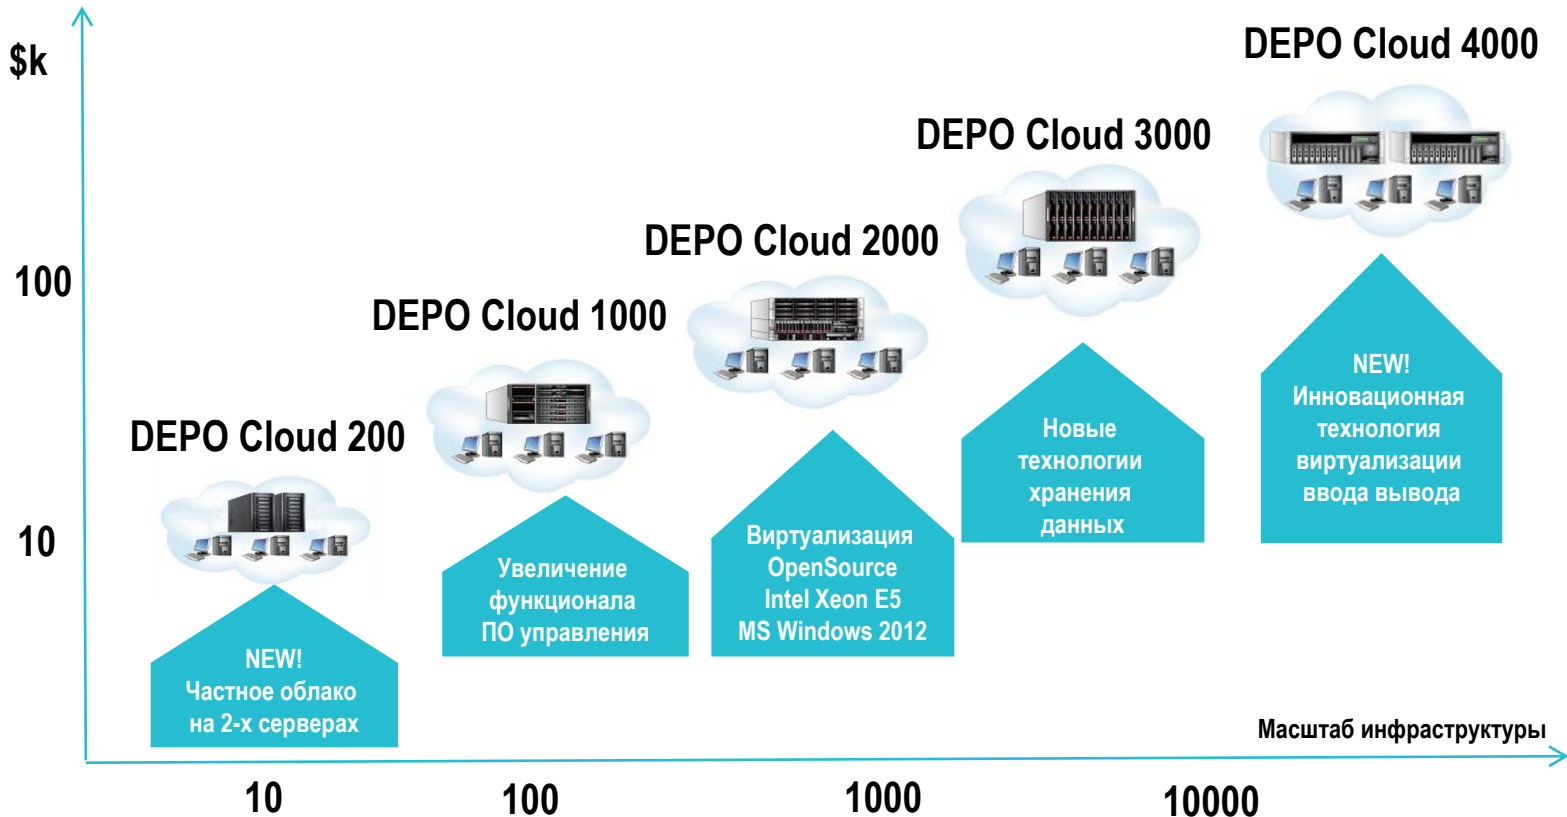 $k
DEPO Cloud 4000
DEPO Cloud 3000
DEPO Cloud 2000
100
DEPO Cloud 1000
DEPO Cloud 200
10
NEW!
Инновационная
технология
виртуализации
ввода вывода
Новые
технологии
хранения
данных
Виртуализация
OpenSource
Intel Xeon E5
MS Windows 2012
Увеличение
функционала
ПО управления
NEW!
Частное облако
на 2-х серверах
Масштаб инфраструктуры
10
100
1000
10000